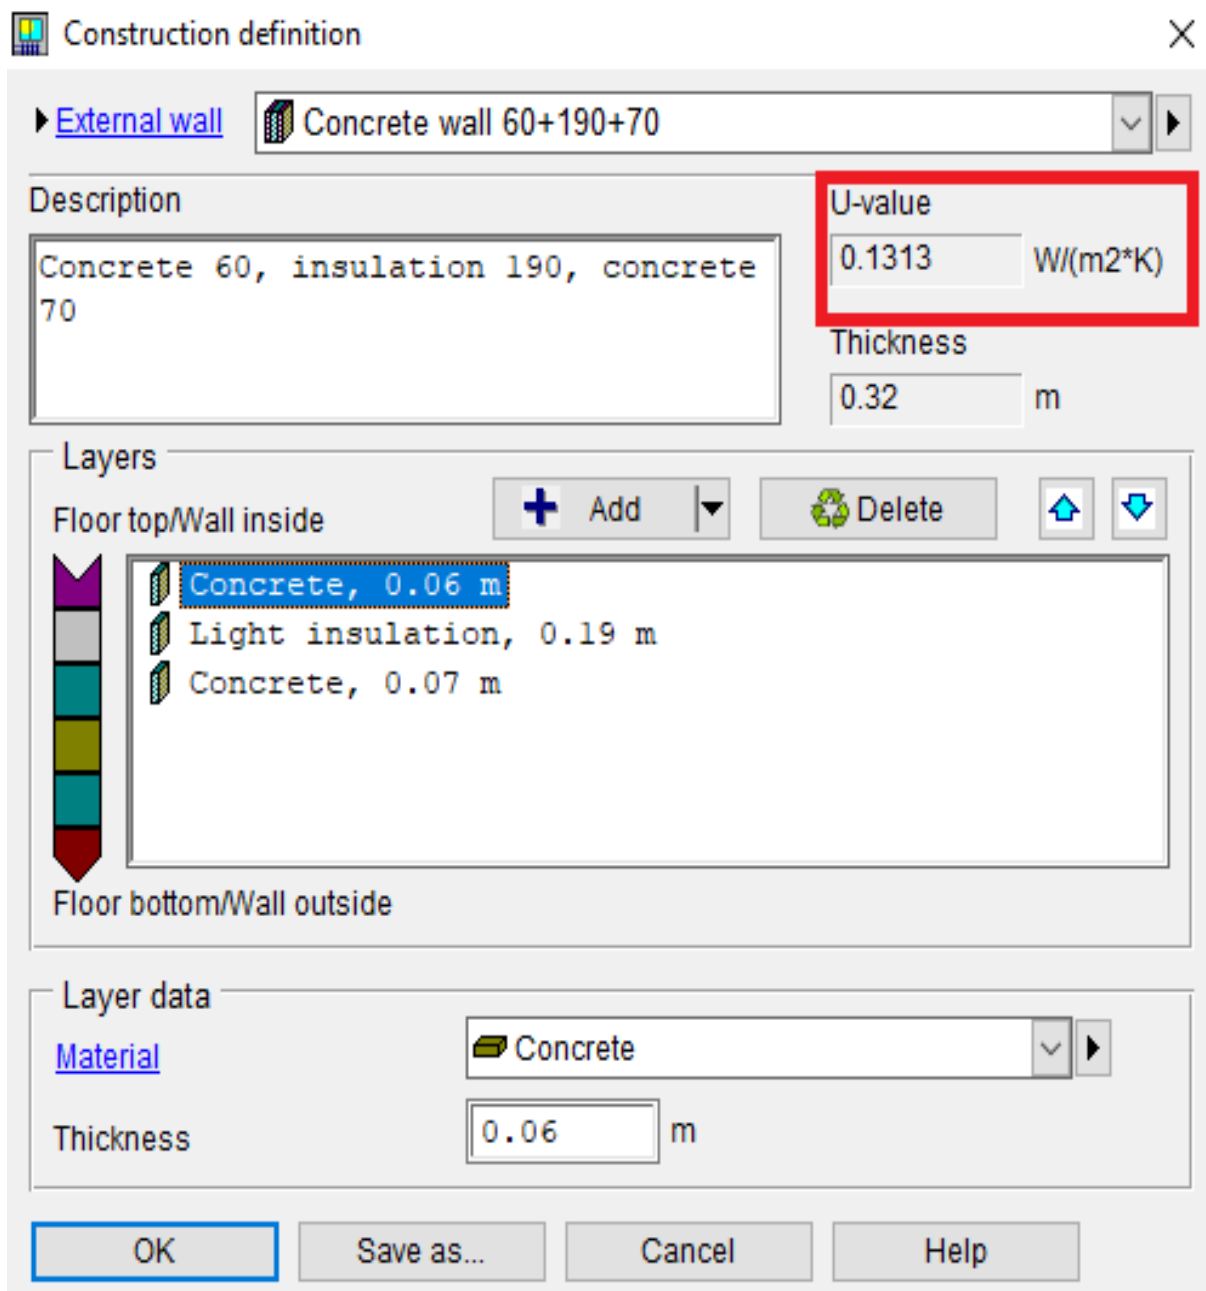 Construction definition
External wall
Concrete wall 60+190+70
Description
Concrete 60, insulation 190, concrete
70
U-value
0.1313 W/(m2*K)
Thickness
0.32 m
Layers
Floor top/Wall inside
Add
Delete
Concrete, 0.06 m
Light insulation, 0.19 m
Concrete, 0.07 m
Floor bottom/Wall outside
Layer data
Material
Concrete
Thickness
0.06 m
OK
Save as...
Cancel
Help